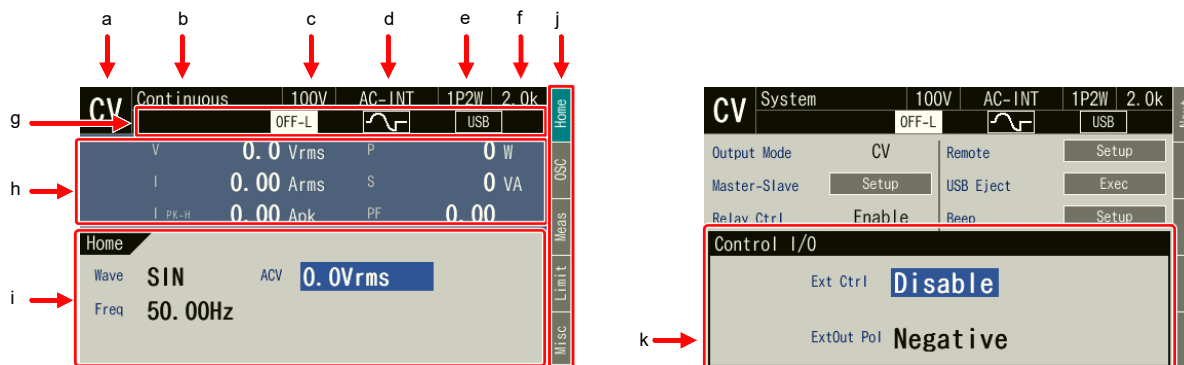 a b c d e f j
CV Continuous 100V AC-INT 1P2W 2.0k
g OFF-L USB
Home
OSC
Meas
Limit
Misc
h V 0.0 Vrms P 0 W
I 0.00 Arms S 0 VA
I PK-H 0.00 Apk PF 0.00
Home
i Wave SIN ACV 0.0Vrms
Freq 50.00Hz
CV System 100V AC-INT 1P2W 2.0k
OFF-L USB
Output Mode CV Remote Setup
Master-Slave Setup USB Eject Exec
Relay Ctrl Enable Beep Setup
Control I/O
Ext Ctrl Disable
k ExtOut Pol Negative